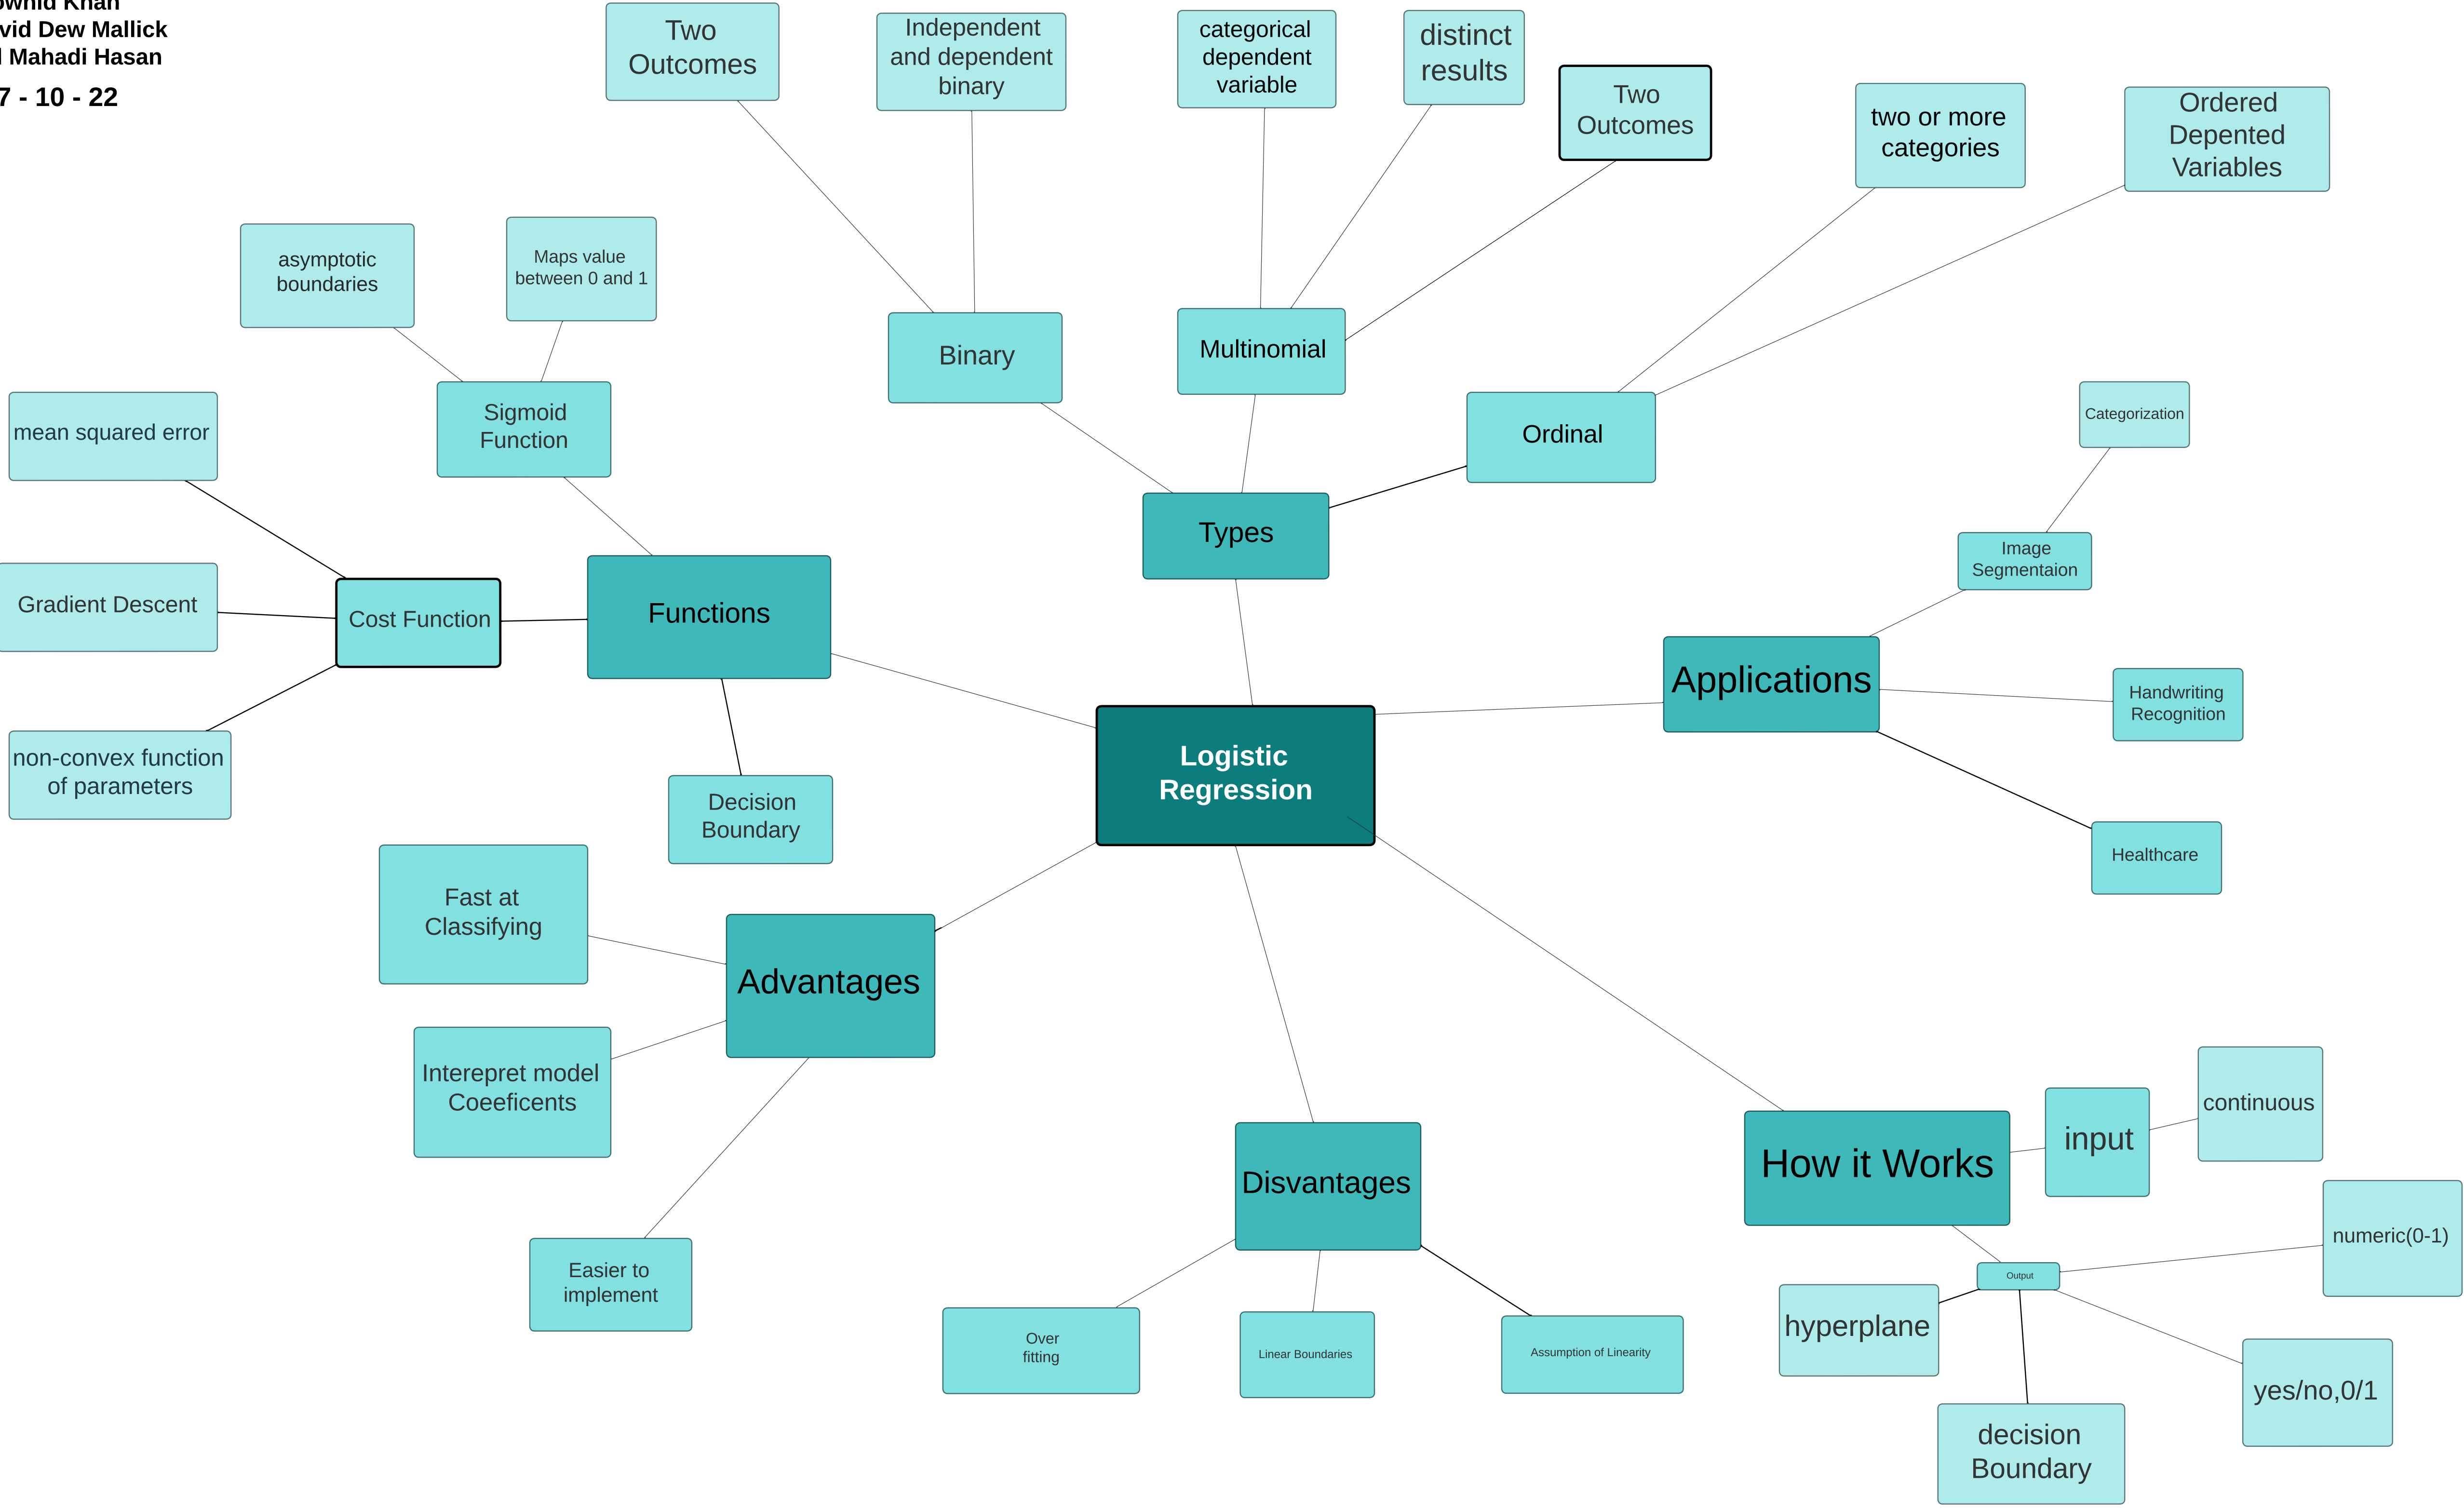 Khan
Dew Mallick
Mahadi Hasan
7 - 10 - 22
Two
Outcomes
Independent
and dependent
binary
categorical
dependent
variable
distinct
results
Two
Outcomes
two or more
categories
Ordered
Depented
Variables
asymptotic
boundaries
Maps value
between 0 and 1
Binary
Multinomial
Ordinal
Categorization
mean squared error
Sigmoid
Function
Types
Image
Segmentaion
Gradient Descent
Cost Function
Functions
Applications
Handwriting
Recognition
non-convex function
of parameters
Decision
Boundary
Logistic
Regression
Healthcare
Fast at
Classifying
Advantages
Interepret model
Coeeficents
Easier to
implement
Disvantages
How it Works
input
continuous
numeric(0-1)
Output
hyperplane
yes/no,0/1
decision
Boundary
Over
fitting
Linear Boundaries
Assumption of Linearity